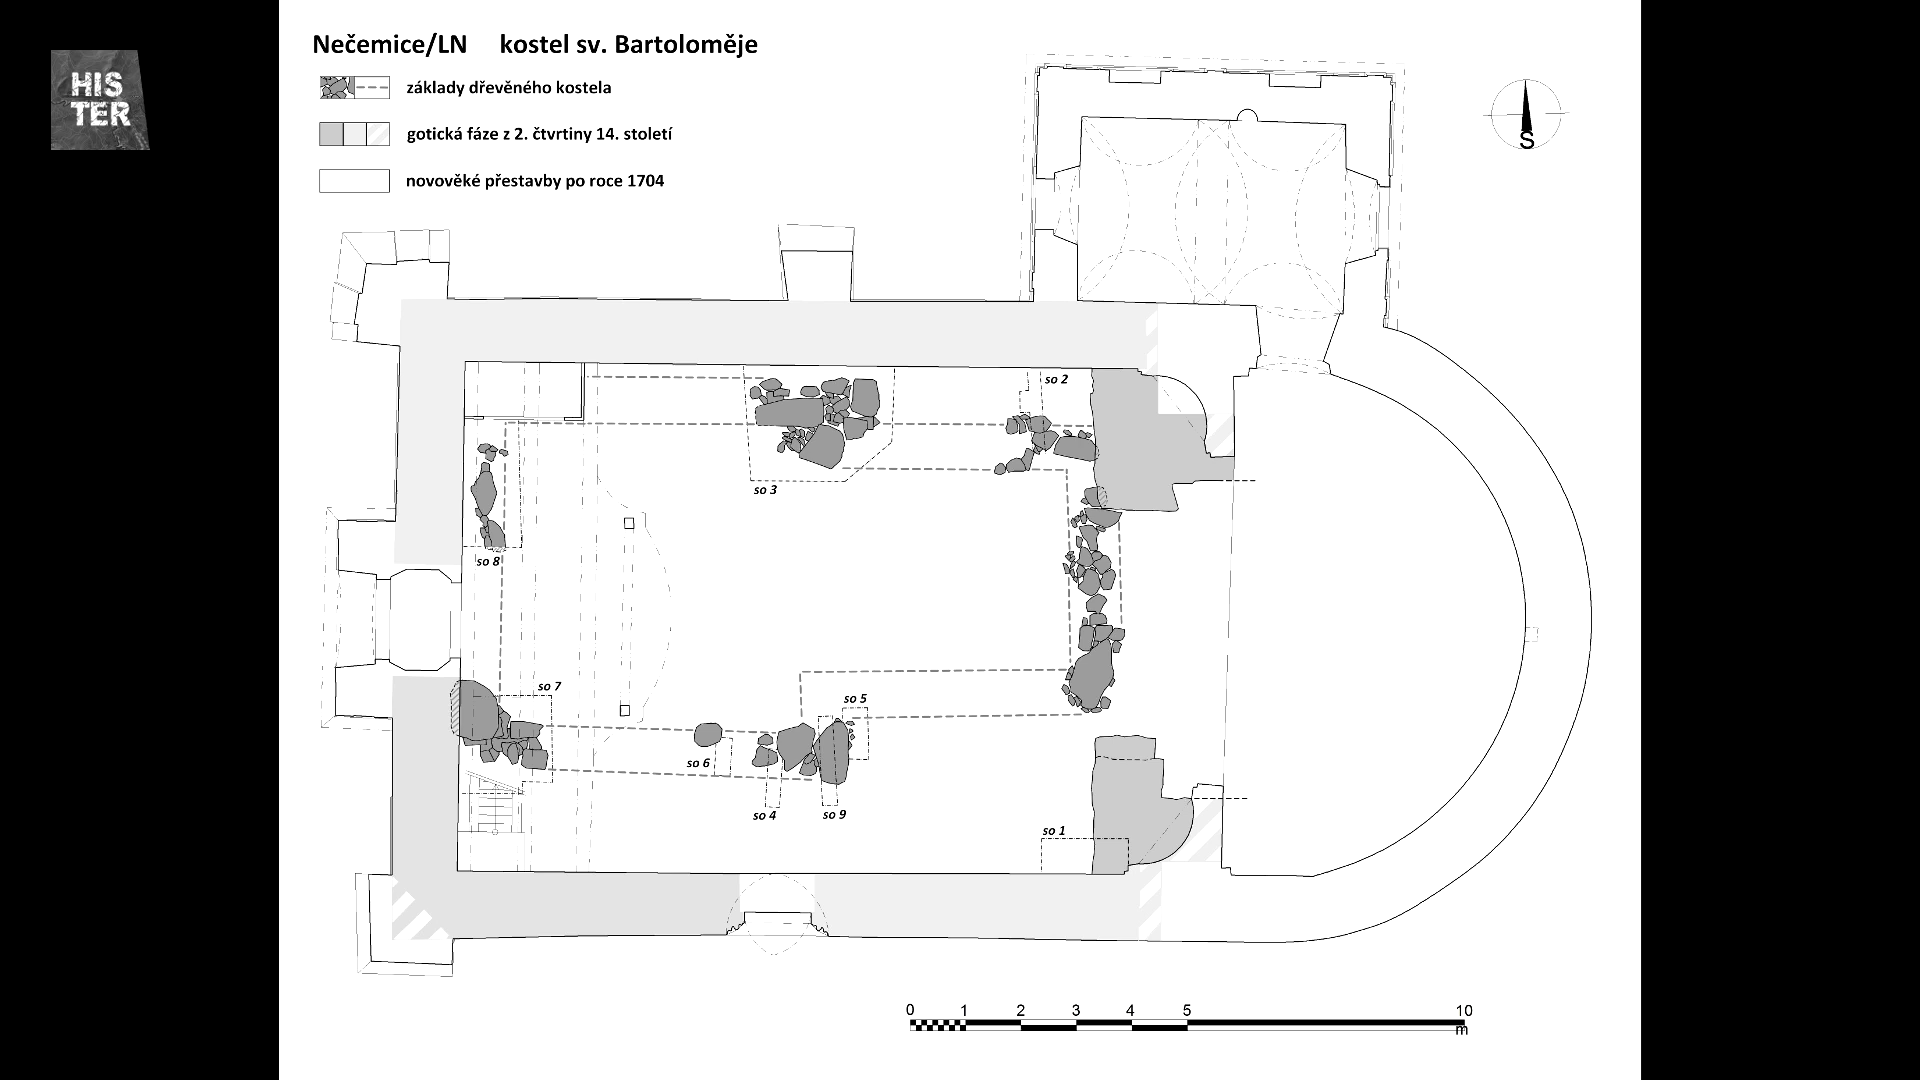 HIS
TER
Nečemice/LN kostel sv. Bartoloměje
základy dřevěného kostela
gotická fáze z 2. čtvrtiny 14. století
novověké přestavby po roce 1704
S
so 2
so 3
so 8
so 7
so 5
so 6
so 4
so 9
so 1
0 1 2 3 4 5 10
m